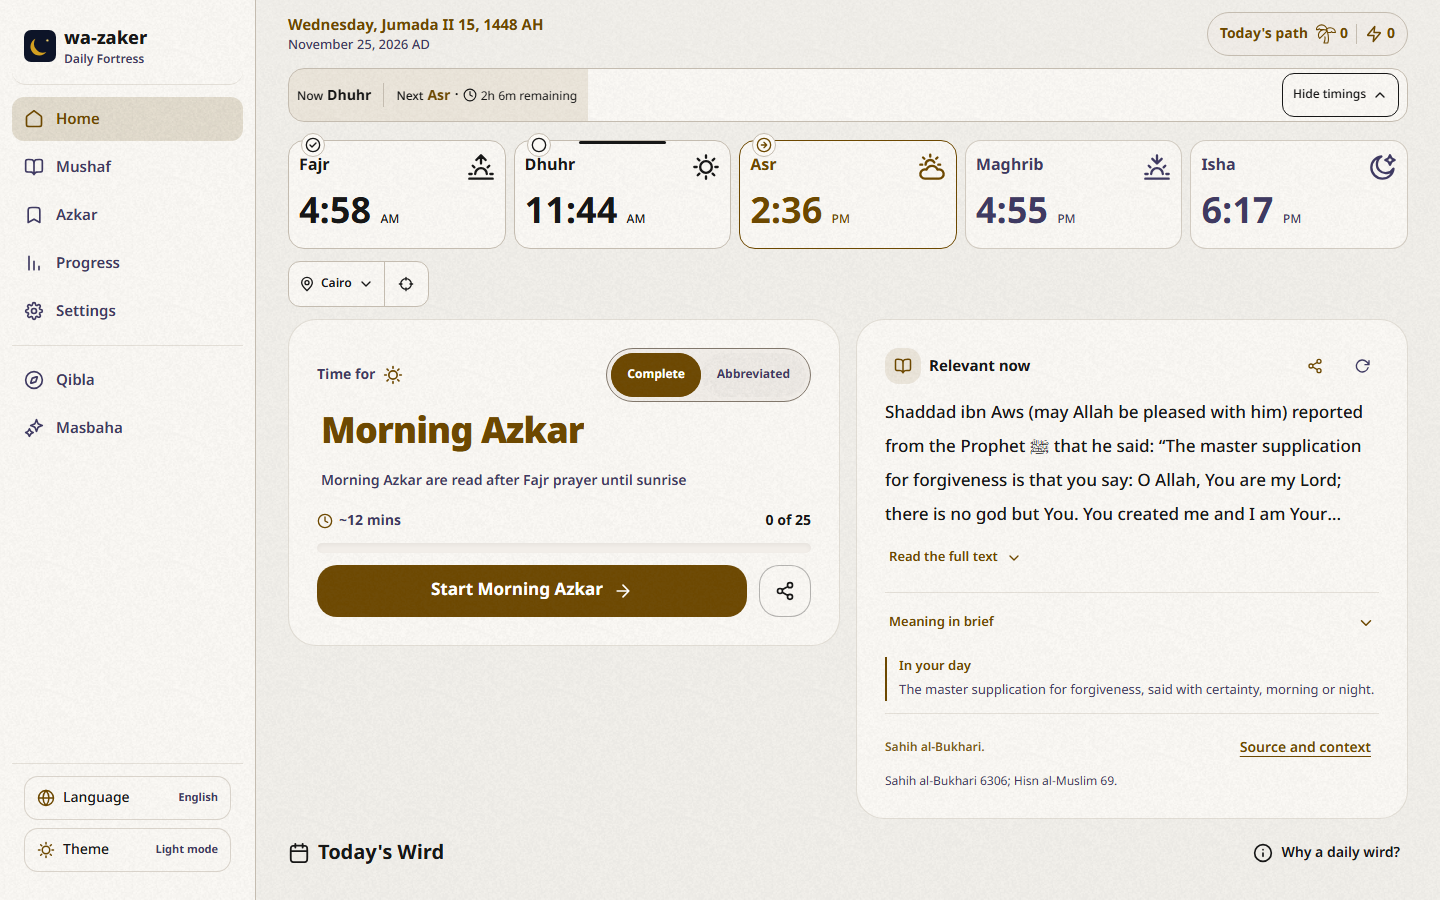 wa-zaker
Daily Fortress
Home
Mushaf
Azkar
Progress
Settings
Qibla
Masbaha
Language English
Theme Light mode
Wednesday, Jumada II 15, 1448 AH
November 25, 2026 AD
Today's path 0 0
Now Dhuhr Next Asr · 2h 6m remaining
Hide timings
Fajr
4:58 AM
Dhuhr
11:44 AM
Asr
2:36 PM
Maghrib
4:55 PM
Isha
6:17 PM
Cairo
Time for
Complete Abbreviated
Morning Azkar
Morning Azkar are read after Fajr prayer until sunrise
~12 mins 0 of 25
Start Morning Azkar
Relevant now
Shaddad ibn Aws (may Allah be pleased with him) reported
from the Prophet ﷺ that he said: “The master supplication
for forgiveness is that you say: O Allah, You are my Lord;
there is no god but You. You created me and I am Your…
Read the full text
Meaning in brief
In your day
The master supplication for forgiveness, said with certainty, morning or night.
Sahih al-Bukhari. Source and context
Sahih al-Bukhari 6306; Hisn al-Muslim 69.
Today's Wird
Why a daily wird?